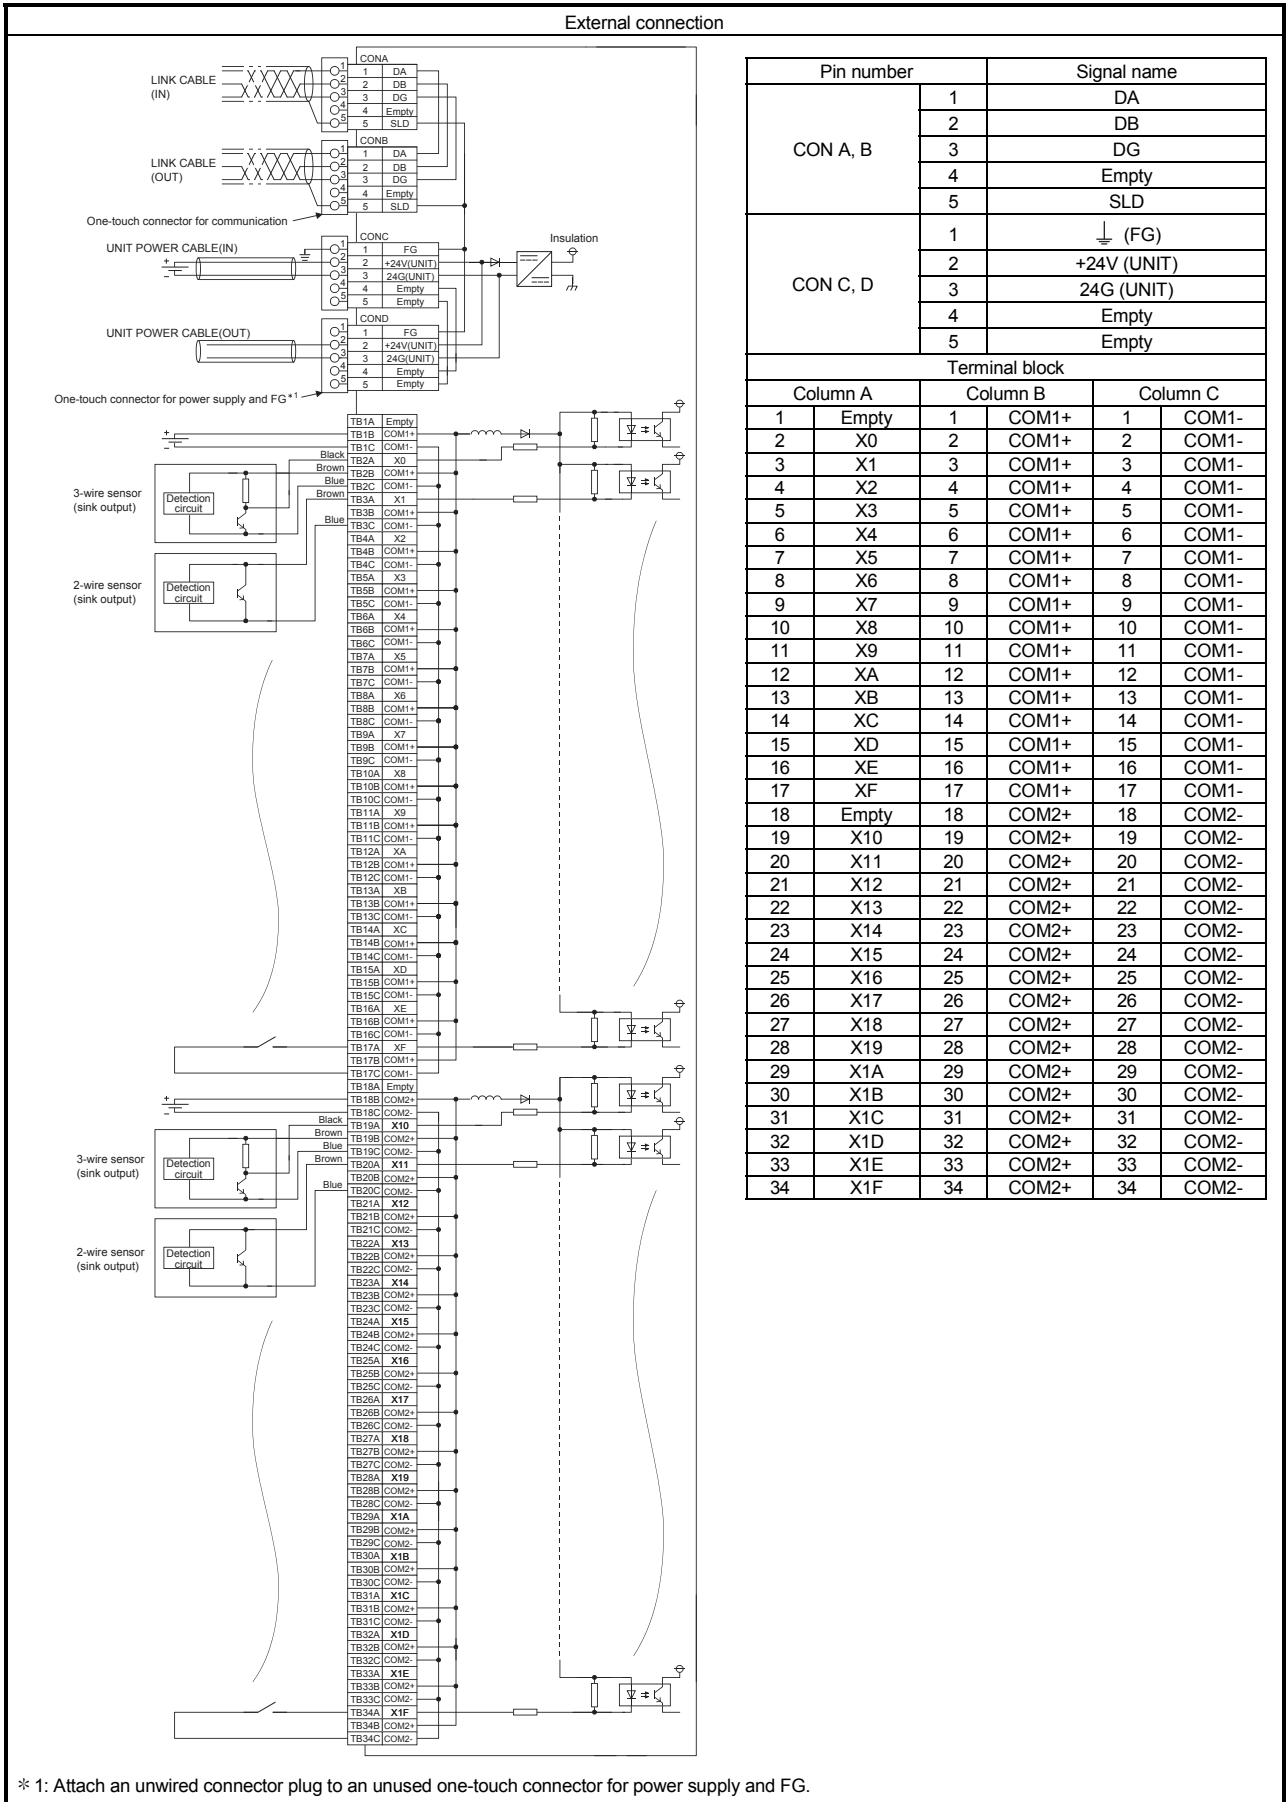 External connection
LINK CABLE
(IN)
CONA
1 1 DA
2 2 DB
3 3 DG
4 4 Empty
5 5 SLD
LINK CABLE
(OUT)
CONB
1 1 DA
2 2 DB
3 3 DG
4 4 Empty
5 5 SLD
One-touch connector for communication
UNIT POWER CABLE(IN)
+
-
CONC
1 1 FG
2 2 +24V(UNIT)
3 3 24G(UNIT)
4 4 Empty
5 5 Empty
Insulation
UNIT POWER CABLE(OUT)
COND
1 1 FG
2 2 +24V(UNIT)
3 3 24G(UNIT)
4 4 Empty
5 5 Empty
One-touch connector for power supply and FG*1
TB1A Empty
+ TB1B COM1+
- TB1C COM1-
Black TB2A X0
Brown TB2B COM1+
Blue TB2C COM1-
Brown TB3A X1
TB3B COM1+
Blue TB3C COM1-
3-wire sensor
(sink output)
Detection
circuit
2-wire sensor
(sink output)
Detection
circuit
TB4A X2
TB4B COM1+
TB4C COM1-
TB5A X3
TB5B COM1+
TB5C COM1-
TB6A X4
TB6B COM1+
TB6C COM1-
TB7A X5
TB7B COM1+
TB7C COM1-
TB8A X6
TB8B COM1+
TB8C COM1-
TB9A X7
TB9B COM1+
TB9C COM1-
TB10A X8
TB10B COM1+
TB10C COM1-
TB11A X9
TB11B COM1+
TB11C COM1-
TB12A XA
TB12B COM1+
TB12C COM1-
TB13A XB
TB13B COM1+
TB13C COM1-
TB14A XC
TB14B COM1+
TB14C COM1-
TB15A XD
TB15B COM1+
TB15C COM1-
TB16A XE
TB16B COM1+
TB16C COM1-
TB17A XF
TB17B COM1+
TB17C COM1-
TB18A Empty
+ TB18B COM2+
- TB18C COM2-
Black TB19A X10
Brown TB19B COM2+
Blue TB19C COM2-
Brown TB20A X11
TB20B COM2+
Blue TB20C COM2-
3-wire sensor
(sink output)
Detection
circuit
2-wire sensor
(sink output)
Detection
circuit
TB21A X12
TB21B COM2+
TB21C COM2-
TB22A X13
TB22B COM2+
TB22C COM2-
TB23A X14
TB23B COM2+
TB23C COM2-
TB24A X15
TB24B COM2+
TB24C COM2-
TB25A X16
TB25B COM2+
TB25C COM2-
TB26A X17
TB26B COM2+
TB26C COM2-
TB27A X18
TB27B COM2+
TB27C COM2-
TB28A X19
TB28B COM2+
TB28C COM2-
TB29A X1A
TB29B COM2+
TB29C COM2-
TB30A X1B
TB30B COM2+
TB30C COM2-
TB31A X1C
TB31B COM2+
TB31C COM2-
TB32A X1D
TB32B COM2+
TB32C COM2-
TB33A X1E
TB33B COM2+
TB33C COM2-
TB34A X1F
TB34B COM2+
TB34C COM2-
Pin number Signal name
CON A, B
1 DA
2 DB
3 DG
4 Empty
5 SLD
CON C, D
1 ⏚ (FG)
2 +24V (UNIT)
3 24G (UNIT)
4 Empty
5 Empty
Terminal block
Column A Column B Column C
1 Empty 1 COM1+ 1 COM1-
2 X0 2 COM1+ 2 COM1-
3 X1 3 COM1+ 3 COM1-
4 X2 4 COM1+ 4 COM1-
5 X3 5 COM1+ 5 COM1-
6 X4 6 COM1+ 6 COM1-
7 X5 7 COM1+ 7 COM1-
8 X6 8 COM1+ 8 COM1-
9 X7 9 COM1+ 9 COM1-
10 X8 10 COM1+ 10 COM1-
11 X9 11 COM1+ 11 COM1-
12 XA 12 COM1+ 12 COM1-
13 XB 13 COM1+ 13 COM1-
14 XC 14 COM1+ 14 COM1-
15 XD 15 COM1+ 15 COM1-
16 XE 16 COM1+ 16 COM1-
17 XF 17 COM1+ 17 COM1-
18 Empty 18 COM2+ 18 COM2-
19 X10 19 COM2+ 19 COM2-
20 X11 20 COM2+ 20 COM2-
21 X12 21 COM2+ 21 COM2-
22 X13 22 COM2+ 22 COM2-
23 X14 23 COM2+ 23 COM2-
24 X15 24 COM2+ 24 COM2-
25 X16 25 COM2+ 25 COM2-
26 X17 26 COM2+ 26 COM2-
27 X18 27 COM2+ 27 COM2-
28 X19 28 COM2+ 28 COM2-
29 X1A 29 COM2+ 29 COM2-
30 X1B 30 COM2+ 30 COM2-
31 X1C 31 COM2+ 31 COM2-
32 X1D 32 COM2+ 32 COM2-
33 X1E 33 COM2+ 33 COM2-
34 X1F 34 COM2+ 34 COM2-
＊1: Attach an unwired connector plug to an unused one-touch connector for power supply and FG.